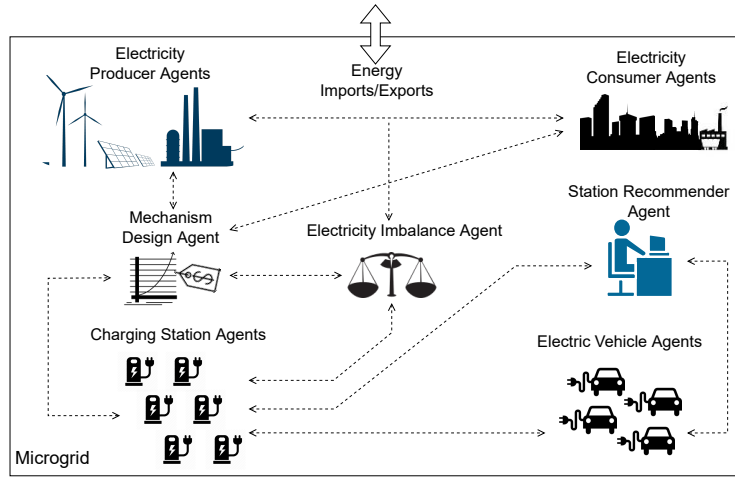 Electricity
Producer Agents
Energy
Imports/Exports
Electricity
Consumer Agents
Mechanism
Design Agent
Electricity Imbalance Agent
Station Recommender
Agent
Charging Station Agents
Electric Vehicle Agents
Microgrid